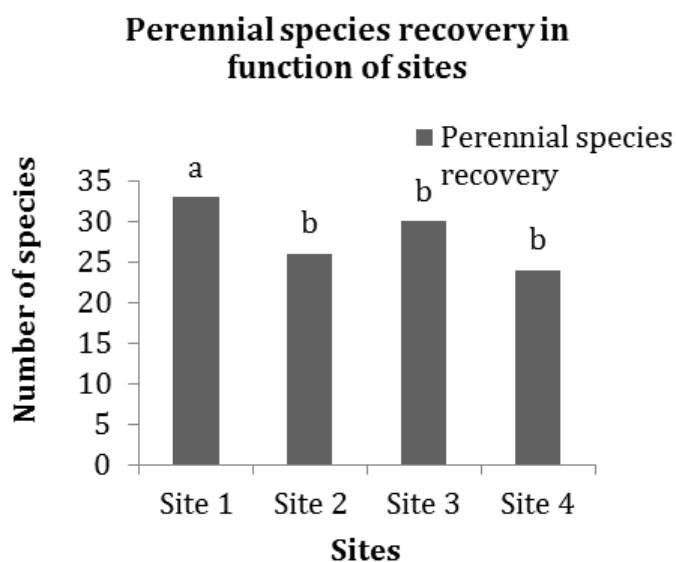 Perennial species recovery in
function of sites
Perennial species
recovery
Number of species
35
30
25
20
15
10
5
0
a
b
b
b
Site 1
Site 2
Site 3
Site 4
Sites